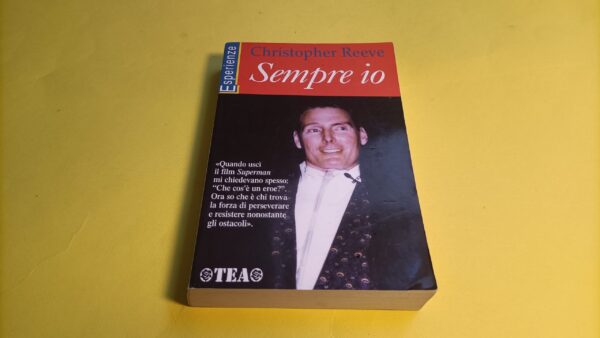 Esperienze
Christopher Reeve
Sempre io
«Quando uscì
il film Superman
mi chiedevano spesso:
"Che cos'è un eroe?".
Ora so che è chi trova
la forza di perseverare
e resistere nonostante
gli ostacoli».
TEA